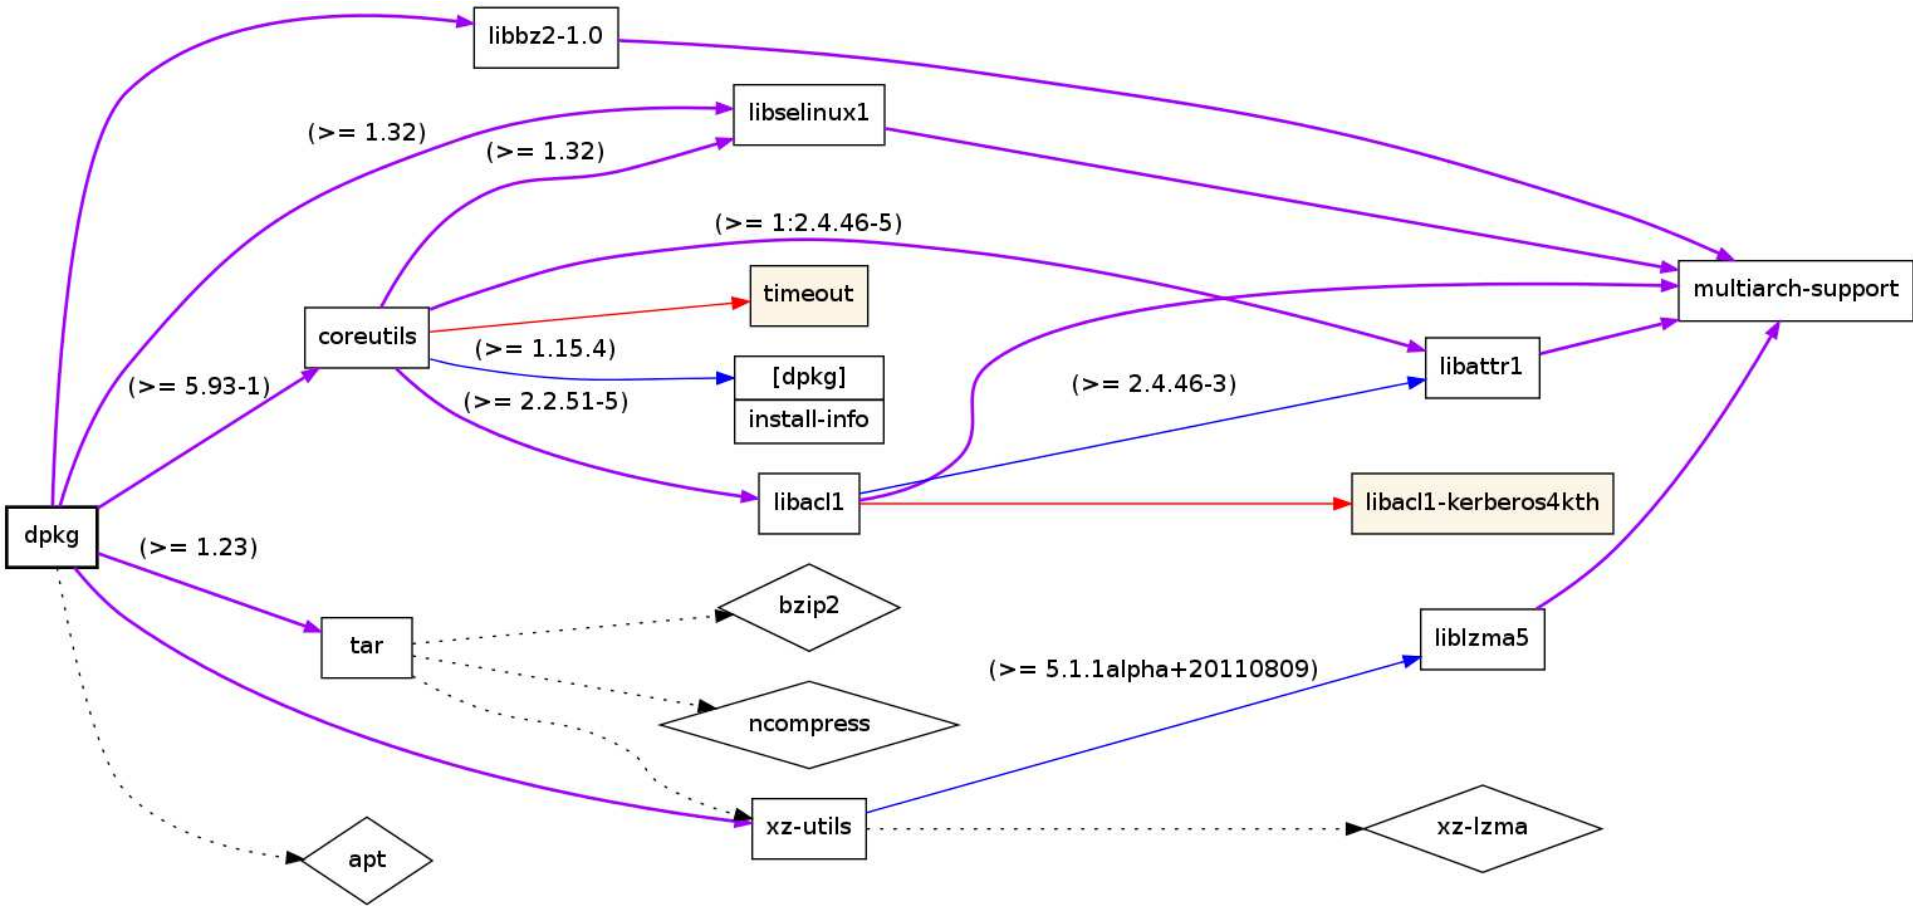 libbz2-1.0
libselinux1
(>= 1.32)
(>= 1.32)
(>= 1:2.4.46-5)
timeout
multiarch-support
coreutils
(>= 1.15.4)
[dpkg]
install-info
libattr1
(>= 2.4.46-3)
(>= 5.93-1)
(>= 2.2.51-5)
libacl1
libacl1-kerberos4kth
dpkg
(>= 1.23)
bzip2
tar
liblzma5
(>= 5.1.1alpha+20110809)
ncompress
xz-utils
xz-lzma
apt